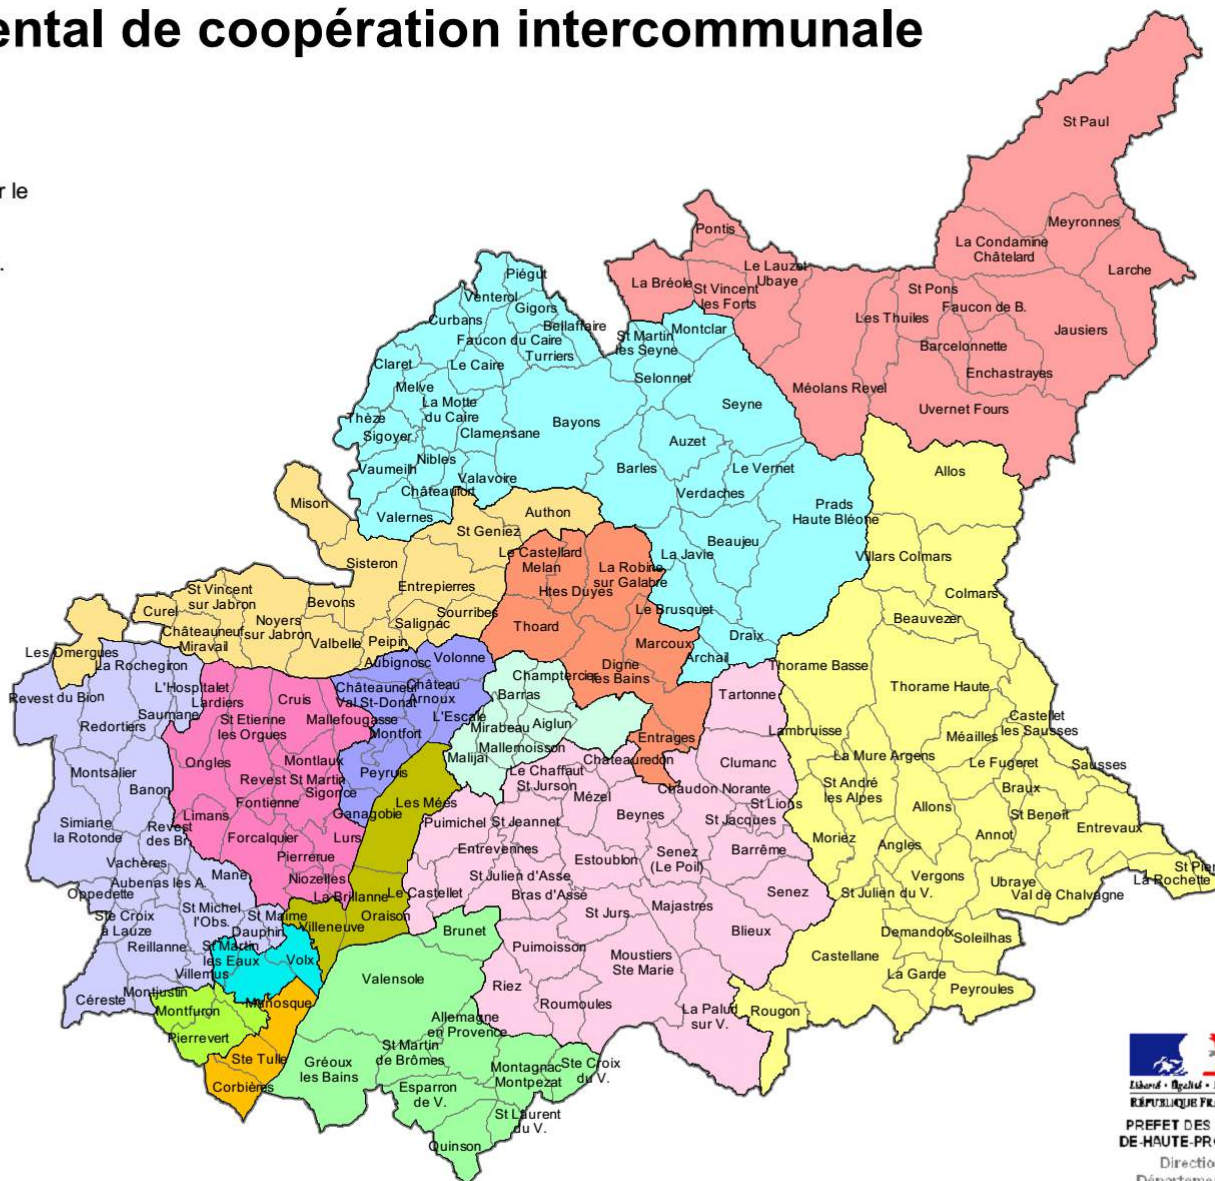 ental de coopération intercommunale
r le
.
St Paul
Meyronnes
La Condamine
Châtelard
Larche
Pontis
Le Lauzet
Ubaye
La Bréole
St Vincent
les Forts
St Pons
Faucon de B.
Les Thuiles
Jausiers
Barcelonnette
Enchastrayes
Méolans Revel
Uvernet Fours
Piégut
Venterol
Gigors
Curbans
Bellaffaire
Faucon du Caire
Turriers
St Martin
les Seyne
Montclar
Claret
Le Caire
Selonnet
Melve
La Motte
du Caire
Seyne
Thèze
Sigoyer
Clamensane
Bayons
Auzet
Vaumeilh
Nibles
Valavoire
Barles
Le Vernet
Châteaufort
Verdaches
Allos
Mison
Valernes
Authon
Prads
Haute Bléone
St Geniez
Beaujeu
La Javie
Villars Colmars
Sisteron
Le Castellard
Melan
La Robine
sur Galabre
Entrepierres
Htes Duyes
Colmars
St Vincent
sur Jabron
Bevons
Curel
Noyers
sur Jabron
Sourribes
Salignac
Le Brusquet
Beauvezer
Châteauneuf
Miravail
Valbelle
Peipin
Thoard
Marcoux
Draix
Les Omergues
La Rochegiron
Aubignosc
Volonne
Archail
Thorame Basse
Digne
les Bains
Champtercier
Revest du Bion
L'Hospitalet
Lardiers
Cruis
Châteauneuf
Val St-Donat
Château
Arnoux
Barras
Tartonne
Thorame Haute
Redortiers
Saumane
St Etienne
les Orgues
Mallefougasse
L'Escale
Montfort
Mirabeau
Aiglun
Entrages
Lambruisse
Castellet
les Sausses
Méailles
Mallemoisson
Malijai
Chateauredon
Ongles
Montlaux
Peyruis
Clumanc
La Mure Argens
Le Fugeret
Sausses
Montsalier
Banon
Revest St Martin
Sigonce
Le Chaffaut
St Jurson
Mézel
Chaudon Norante
St André
les Alpes
Braux
Fontienne
Les Mées
St Lions
Allons
Ganagobie
Limans
Puimichel
St Jeannet
Beynes
St Jacques
St Benoit
Entrevaux
Simiane
la Rotonde
Revest
des Br
Forcalquier
Lurs
Moriez
Annot
Angles
Entrevennes
Estoublon
Senez
(Le Poil)
Barrême
Vachères
Pierrerue
Mane
Niozelles
St Julien d'Asse
Vergons
La Rochette
Oppedette
Aubenas les A.
La Brillanne
Le Castellet
Bras d'Asse
Senez
St Julien du V.
Ubraye
Val de Chalvagne
Ste Croix
à Lauze
St Michel
l'Obs.
St Maime
Dauphin
Oraison
St Jurs
Majastres
Villeneuve
Brunet
Blieux
Demandolx
Soleilhas
Reillanne
St Martin
les Eaux
Volx
Puimoisson
Moustiers
Ste Marie
Castellane
Villemus
Valensole
La Garde
Céreste
Montjustin
Riez
Peyroules
Montfuron
Manosque
Roumoules
La Palud
sur V.
Rougon
Allemagne
en Provence
Pierrevert
Ste Tulle
St Martin
de Brômes
Gréoux
les Bains
Montagnac
Montpezat
Ste Croix
du V.
Corbières
Esparron
de V.
St Laurent
du V.
Quinson
St Pier
RÉPUBLIQUE FRA
PREFET DES
DE-HAUTE-PRO
Directio
Départemen